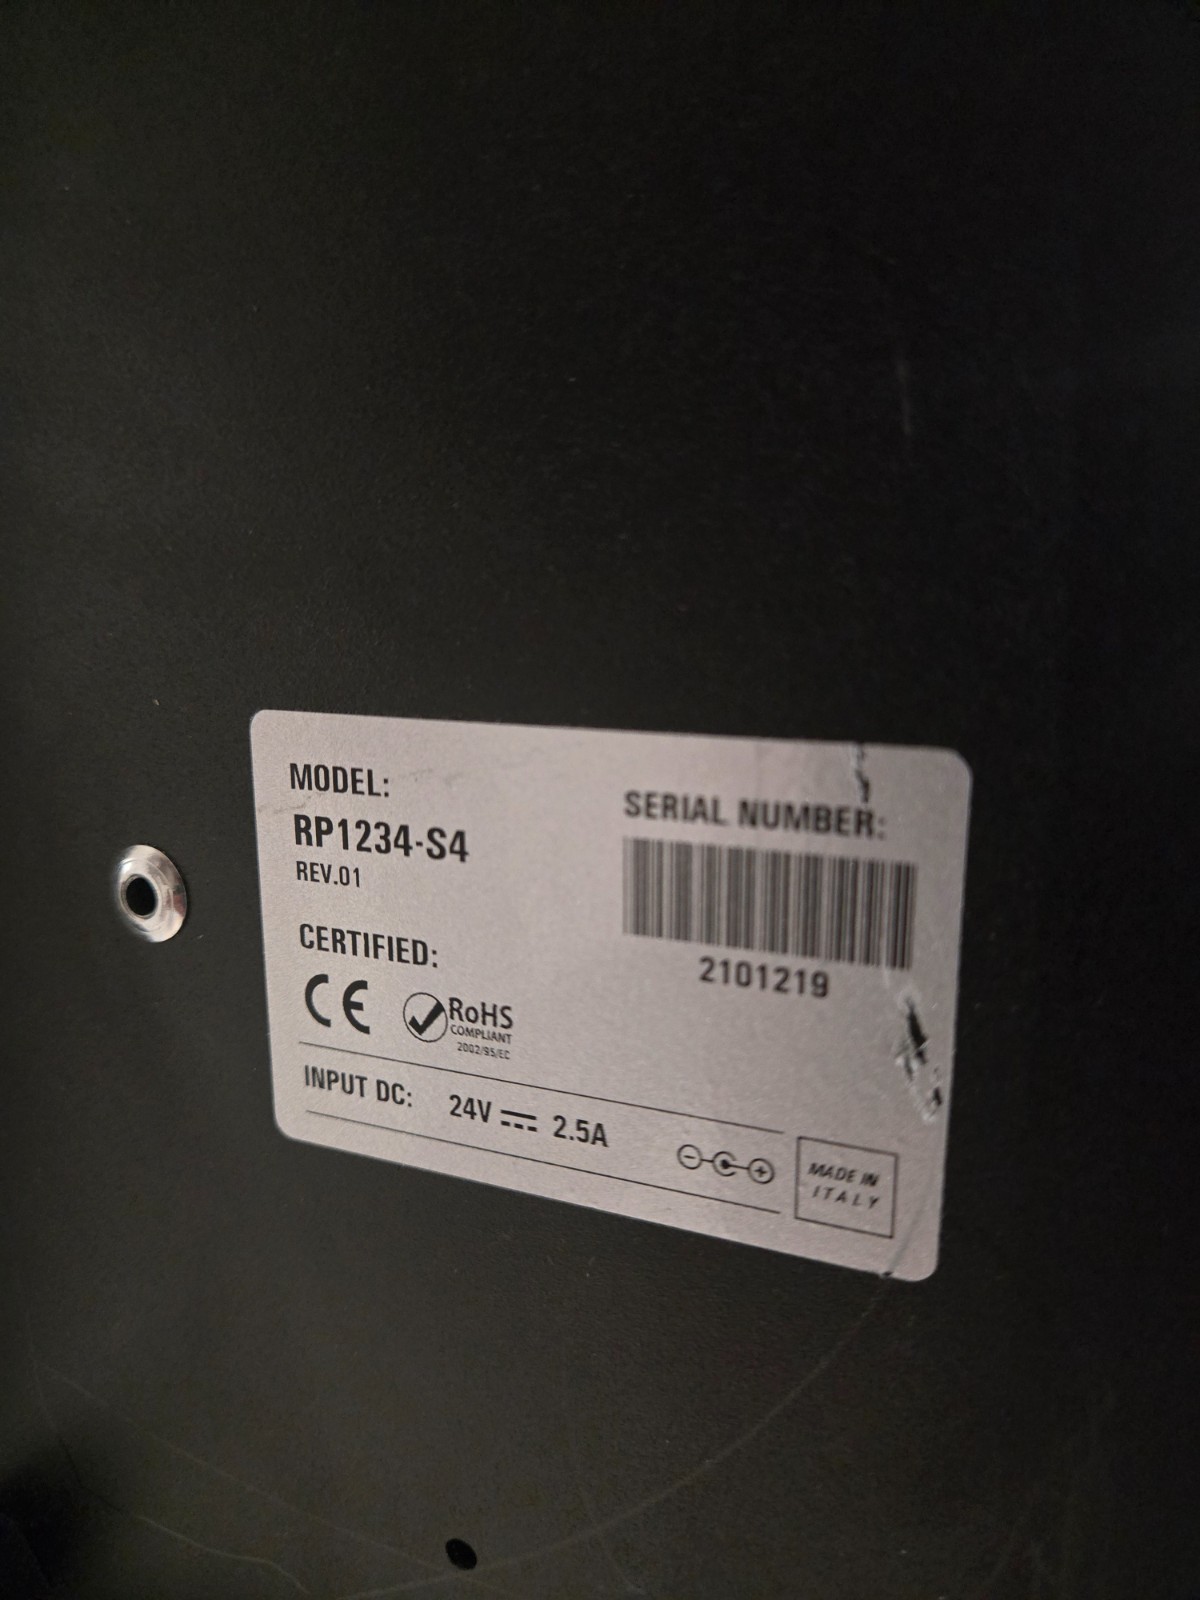 MODEL:
RP1234-S4
REV.01
SERIAL NUMBER:
2101219
CERTIFIED:
CE
RoHS
COMPLIANT
2002/95/EC
INPUT DC: 24V 2.5A
MADE IN
ITALY